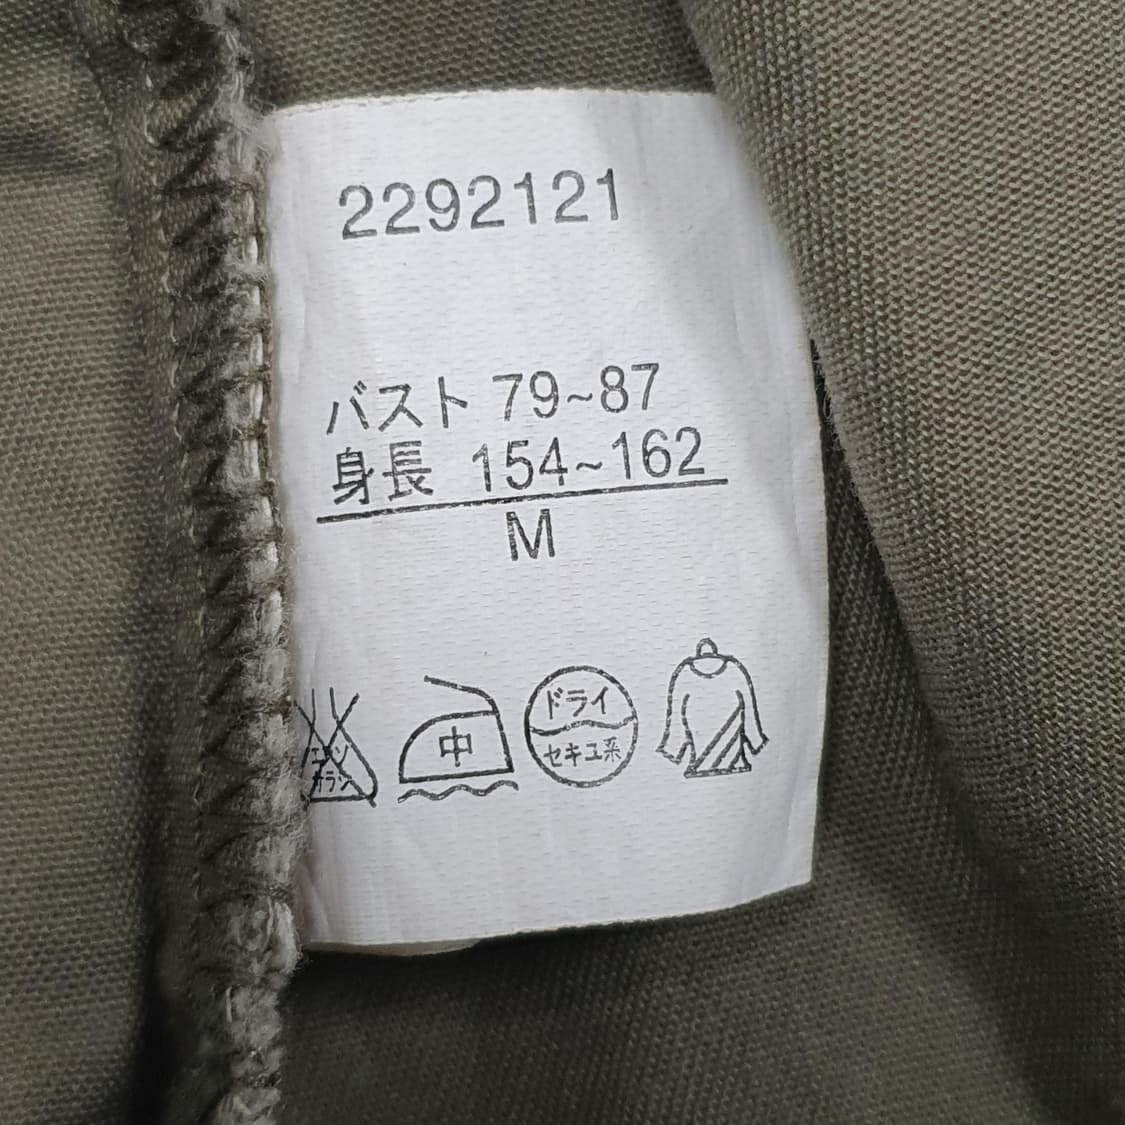 2292121
バスト 79~87
身長 154~162
M
エンソ
サラシ
中
ドライ
セキユ系